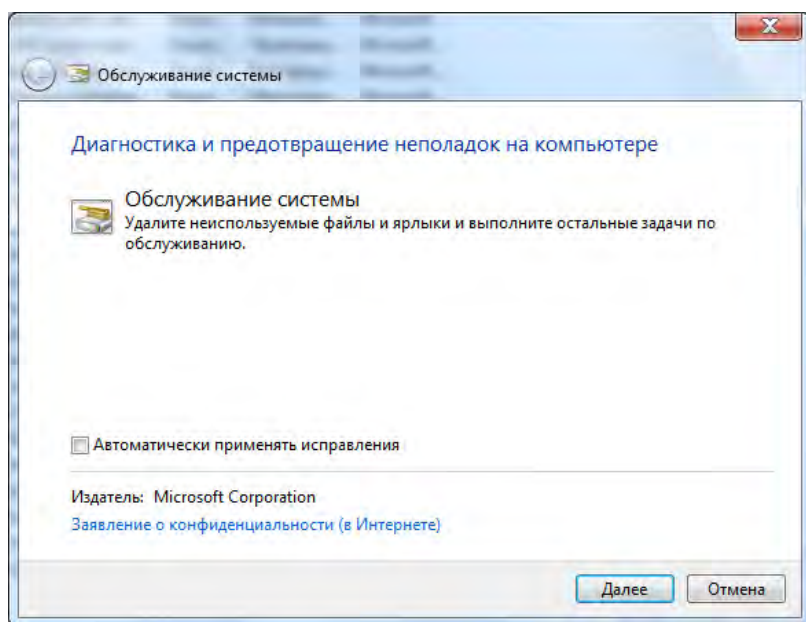 Обслуживание системы
Диагностика и предотвращение неполадок на компьютере
Обслуживание системы
Удалите неиспользуемые файлы и ярлыки и выполните остальные задачи по
обслуживанию.
Автоматически применять исправления
Издатель: Microsoft Corporation
Заявление о конфиденциальности (в Интернете)
Далее Отмена